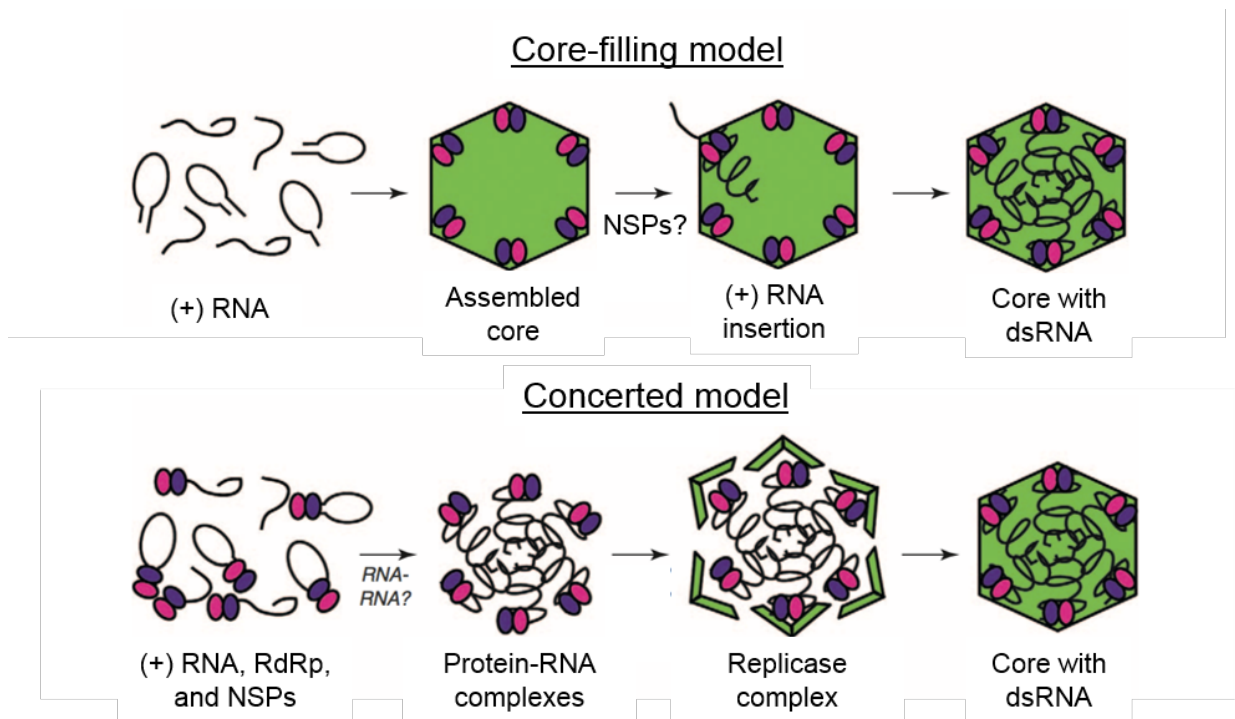 Core-filling model
NSPs?
(+) RNA
Assembled
core
(+) RNA
insertion
Core with
dsRNA
Concerted model
RNA-
RNA?
(+) RNA, RdRp,
and NSPs
Protein-RNA
complexes
Replicase
complex
Core with
dsRNA